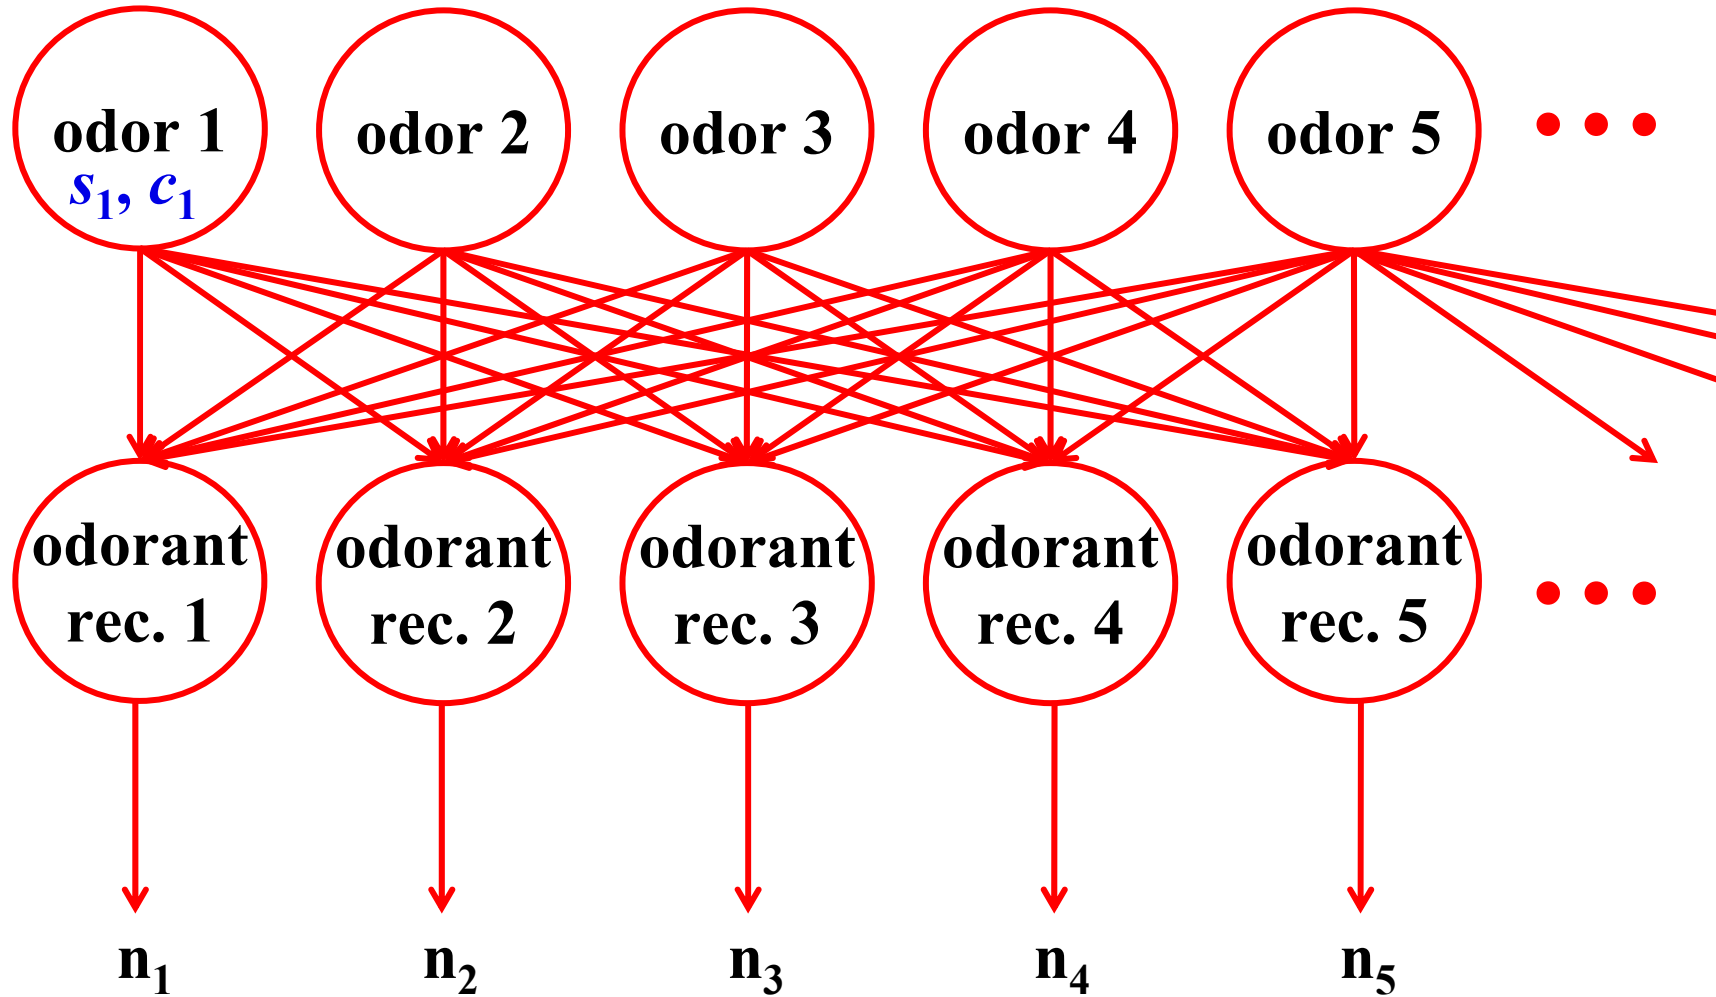 odor 1
s₁, c₁
odor 2
odor 3
odor 4
odor 5
odorant
rec. 1
odorant
rec. 2
odorant
rec. 3
odorant
rec. 4
odorant
rec. 5
n₁
n₂
n₃
n₄
n₅